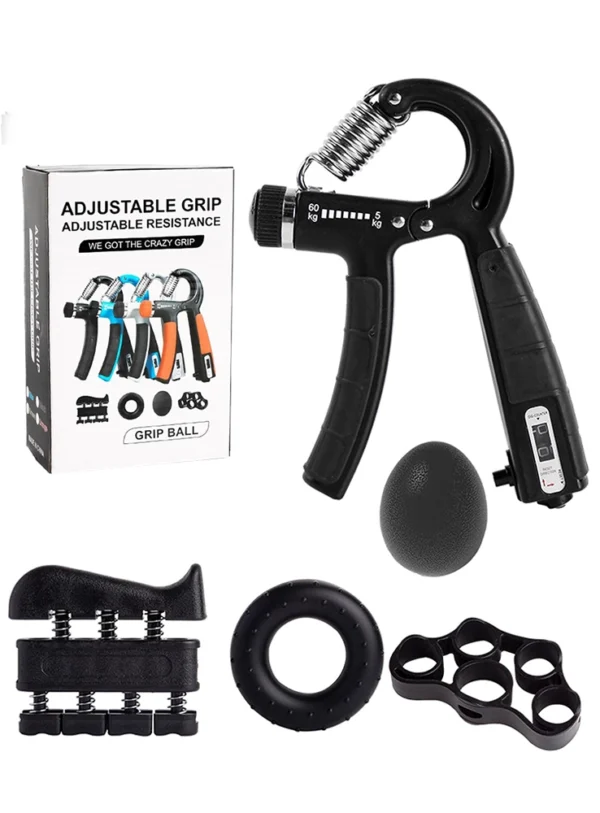 ADJUSTABLE GRIP
ADJUSTABLE RESISTANCE
WE GOT THE CRAZY GRIP
GRIP BALL
ADJUSTABLE GRIP
60
kg
5
kg